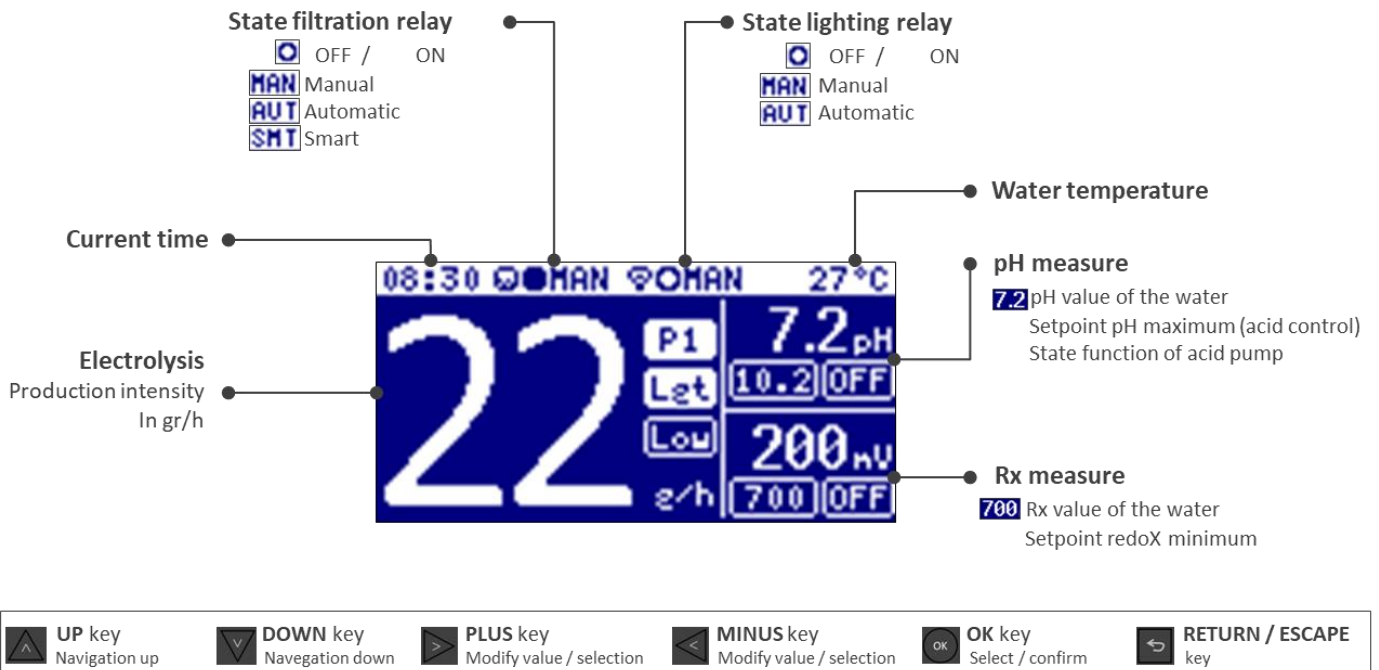 State filtration relay
OFF / ON
MAN Manual
AUT Automatic
SMT Smart
State lighting relay
OFF / ON
MAN Manual
AUT Automatic
Water temperature
Current time
pH measure
7.2 pH value of the water
Setpoint pH maximum (acid control)
State function of acid pump
08:30 MAN MAN 27°C
22 g/h
P1
Lgt
Low
7.2 pH
10.2 OFF
200 mV
700 OFF
Electrolysis
Production intensity
In gr/h
Rx measure
700 Rx value of the water
Setpoint redoX minimum
UP key
Navigation up
DOWN key
Navegation down
PLUS key
Modify value / selection
MINUS key
Modify value / selection
OK
OK key
Select / confirm
RETURN / ESCAPE
key